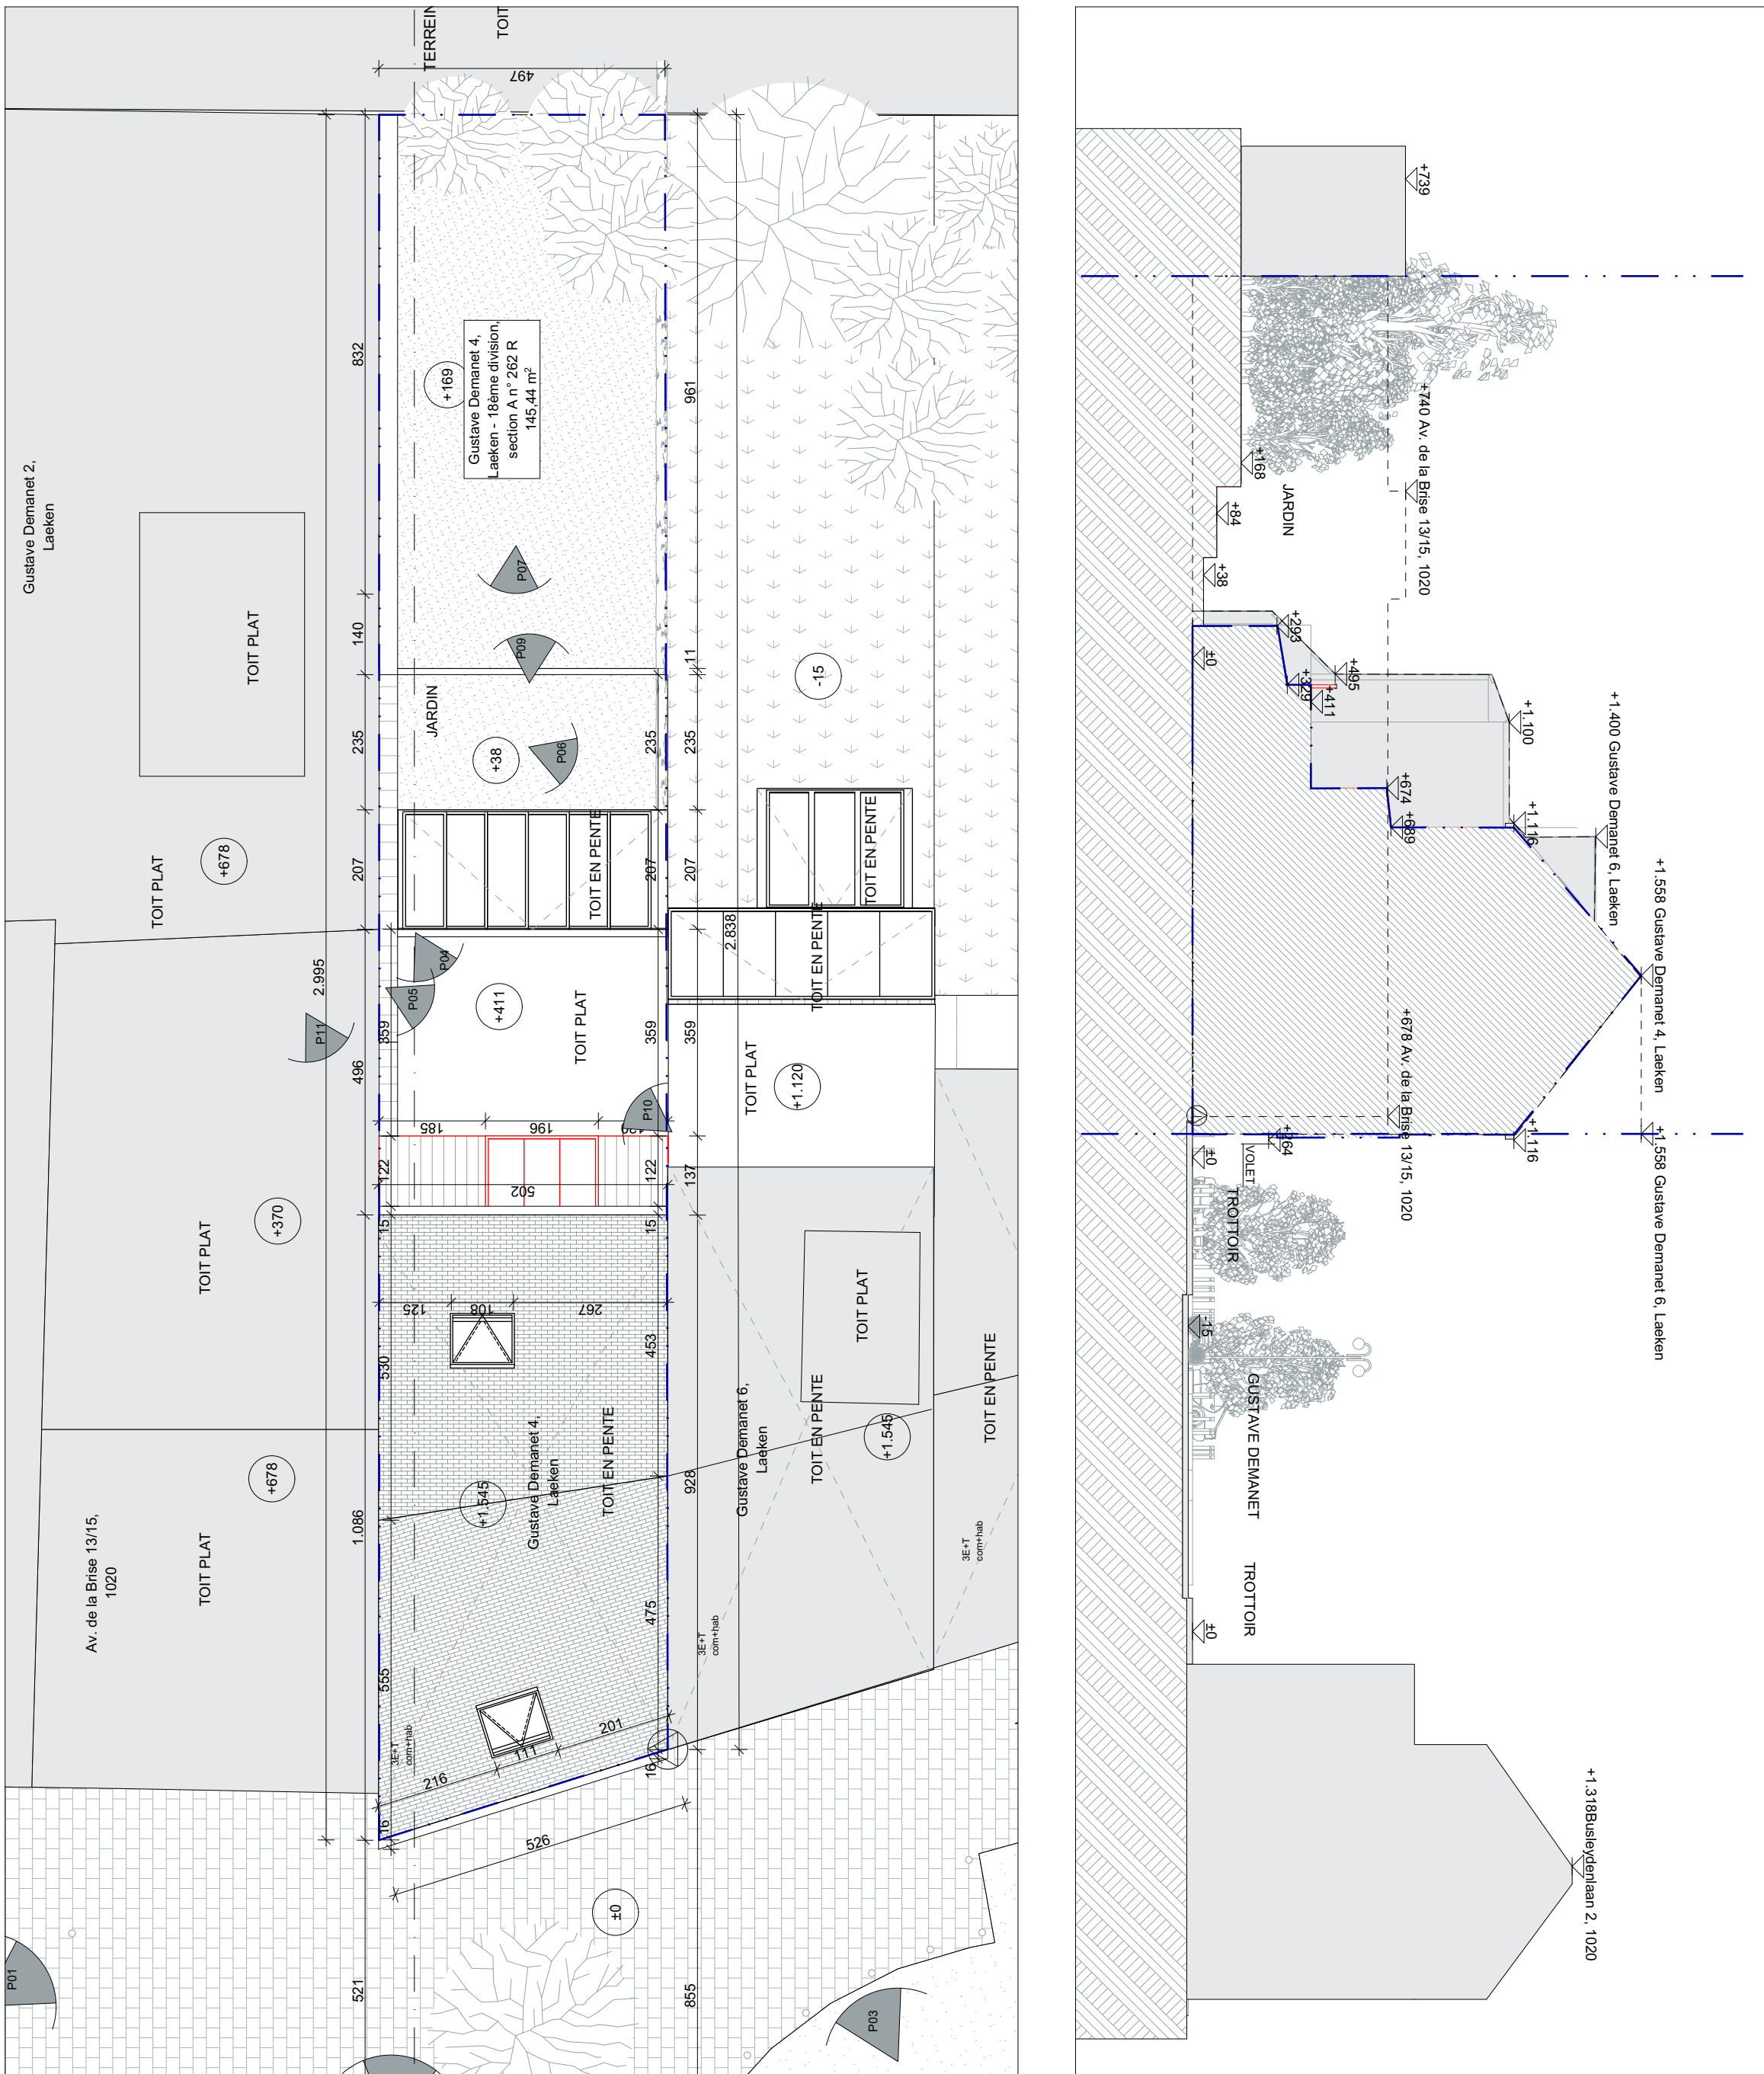 TERREIN
TOIT
497
832
961
+169
Gustave Demanet 4,
Laeken - 18ème division,
section A n° 262 R
145,44 m²
Gustave Demanet 2,
Laeken
TOIT PLAT
P07
P09
140
11
-15
JARDIN
+38
P06
235
235
235
TOIT PLAT
+678
TOIT EN PENTE
207
207
207
TOIT EN PENTE
TOIT EN PENTE
2.838
2.995
P04
P05
P11
+411
TOIT PLAT
359
359
359
496
TOIT PLAT
+1.120
P10
185
196
122
502
122
137
+370
TOIT PLAT
15
15
125
108
267
530
453
TOIT PLAT
TOIT EN PENTE
Gustave Demanet 4,
Laeken
TOIT EN PENTE
+1.545
Gustave Demanet 6,
Laeken
928
TOIT EN PENTE
+1.545
+678
TOIT PLAT
Av. de la Brise 13/15,
1020
1.086
3E+T
com+hab
3E+T
com+hab
3E+T
com+hab
555
475
201
111
216
16
16
526
±0
521
855
P01
P03
+739
+740 Av. de la Brise 13/15, 1020
+168
JARDIN
+84
+38
+293
±0
+329
+495
+411
+1.100
+1.400 Gustave Demanet 6, Laeken
+674
+689
+1.116
+1.558 Gustave Demanet 4, Laeken
+678 Av. de la Brise 13/15, 1020
+1.116
+1.558 Gustave Demanet 6, Laeken
+264
±0
VOLET
TROTTOIR
-15
GUSTAVE DEMANET
TROTTOIR
±0
+1.318Busleydenlaan 2, 1020